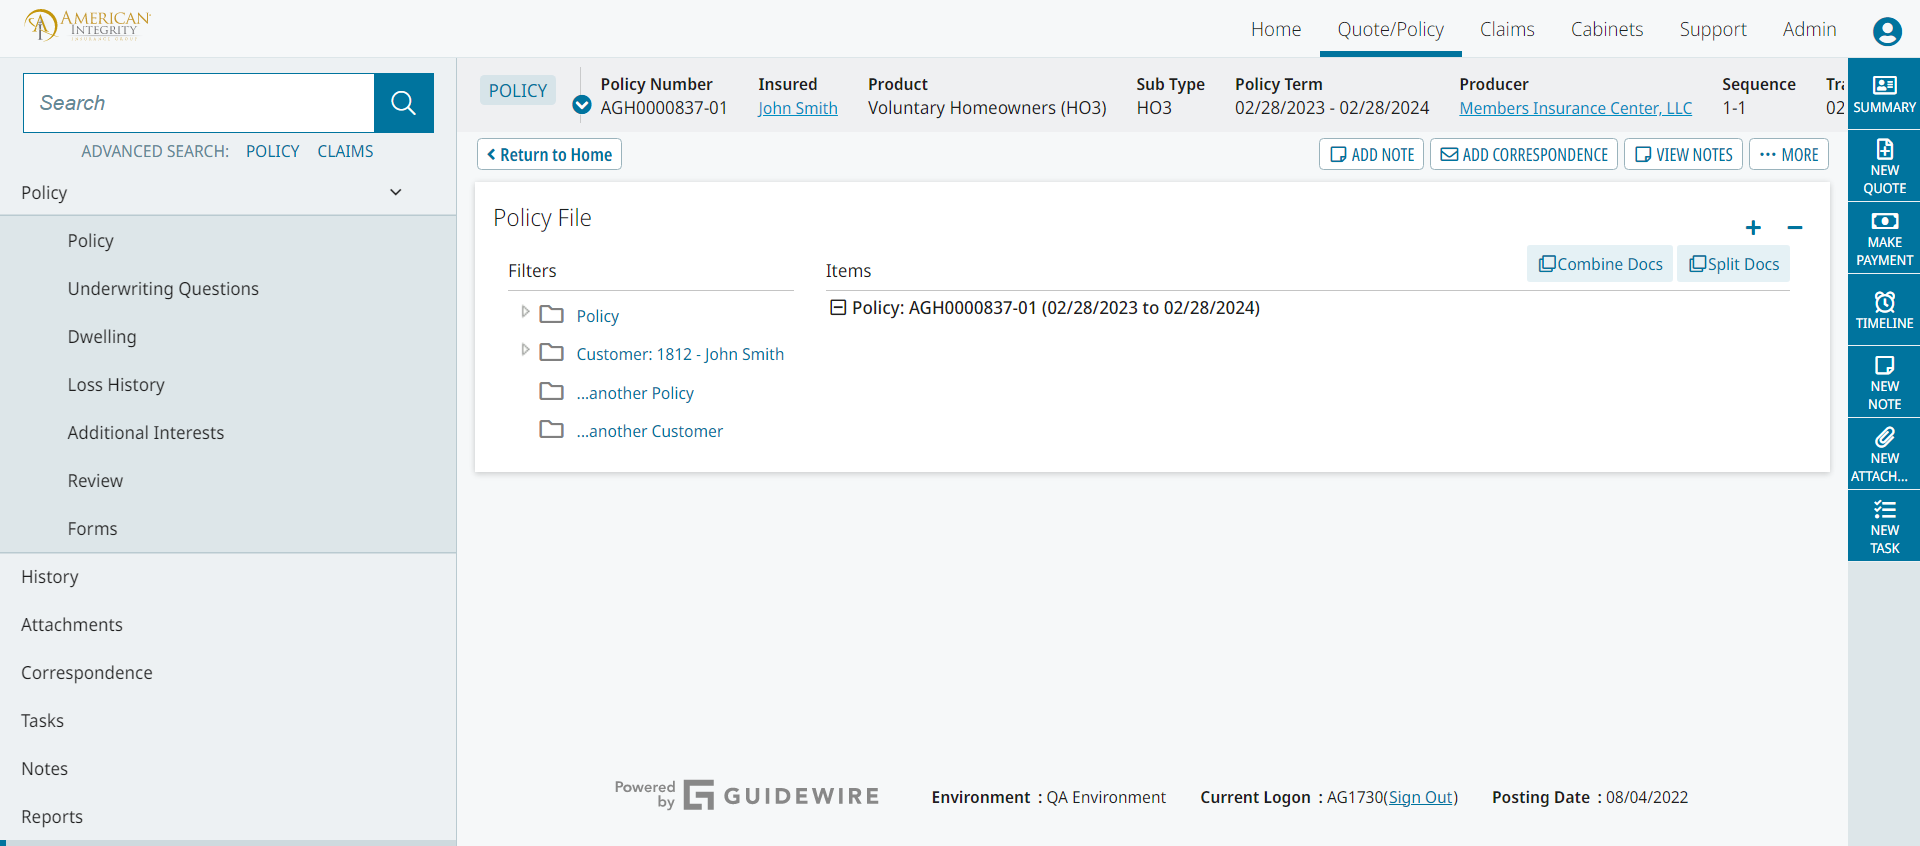 AMERICAN
INTEGRITY
INSURANCE GROUP
Home
Quote/Policy
Claims
Cabinets
Support
Admin
Search
ADVANCED SEARCH: POLICY CLAIMS
Policy
Policy
Underwriting Questions
Dwelling
Loss History
Additional Interests
Review
Forms
History
Attachments
Correspondence
Tasks
Notes
Reports
POLICY
Policy Number
AGH0000837-01
Insured
John Smith
Product
Voluntary Homeowners (HO3)
Sub Type
HO3
Policy Term
02/28/2023 - 02/28/2024
Producer
Members Insurance Center, LLC
Sequence
1-1
Tra
02
Return to Home
ADD NOTE
ADD CORRESPONDENCE
VIEW NOTES
MORE
Policy File
Filters
Policy
Customer: 1812 - John Smith
...another Policy
...another Customer
Items
Combine Docs
Split Docs
Policy: AGH0000837-01 (02/28/2023 to 02/28/2024)
SUMMARY
NEW
QUOTE
MAKE
PAYMENT
TIMELINE
NEW
NOTE
NEW
ATTACH...
NEW
TASK
Powered
by
GUIDEWIRE
Environment : QA Environment
Current Logon : AG1730(Sign Out)
Posting Date : 08/04/2022